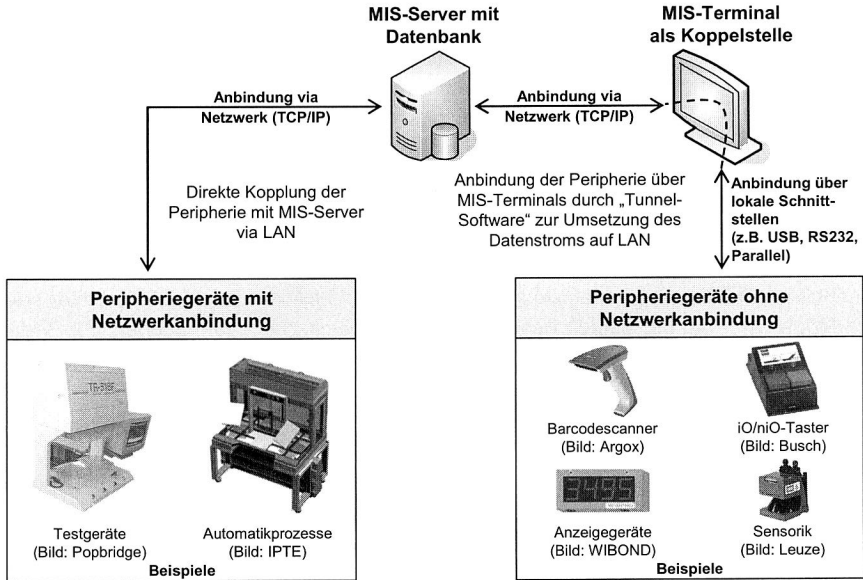 MIS-Server mit
Datenbank
MIS-Terminal
als Koppelstelle
Anbindung via
Netzwerk (TCP/IP)
Anbindung via
Netzwerk (TCP/IP)
Direkte Kopplung der
Peripherie mit MIS-Server
via LAN
Anbindung der Peripherie über
MIS-Terminals durch „Tunnel-
Software“ zur Umsetzung des
Datenstroms auf LAN
Anbindung über
lokale Schnitt-
stellen
(z.B. USB, RS232,
Parallel)
Peripheriegeräte mit
Netzwerkanbindung
Testgeräte
(Bild: Popbridge)
Automatikprozesse
(Bild: IPTE)
Beispiele
Peripheriegeräte ohne
Netzwerkanbindung
Barcodescanner
(Bild: Argox)
iO/niO-Taster
(Bild: Busch)
Anzeigegeräte
(Bild: WIBOND)
Sensorik
(Bild: Leuze)
Beispiele